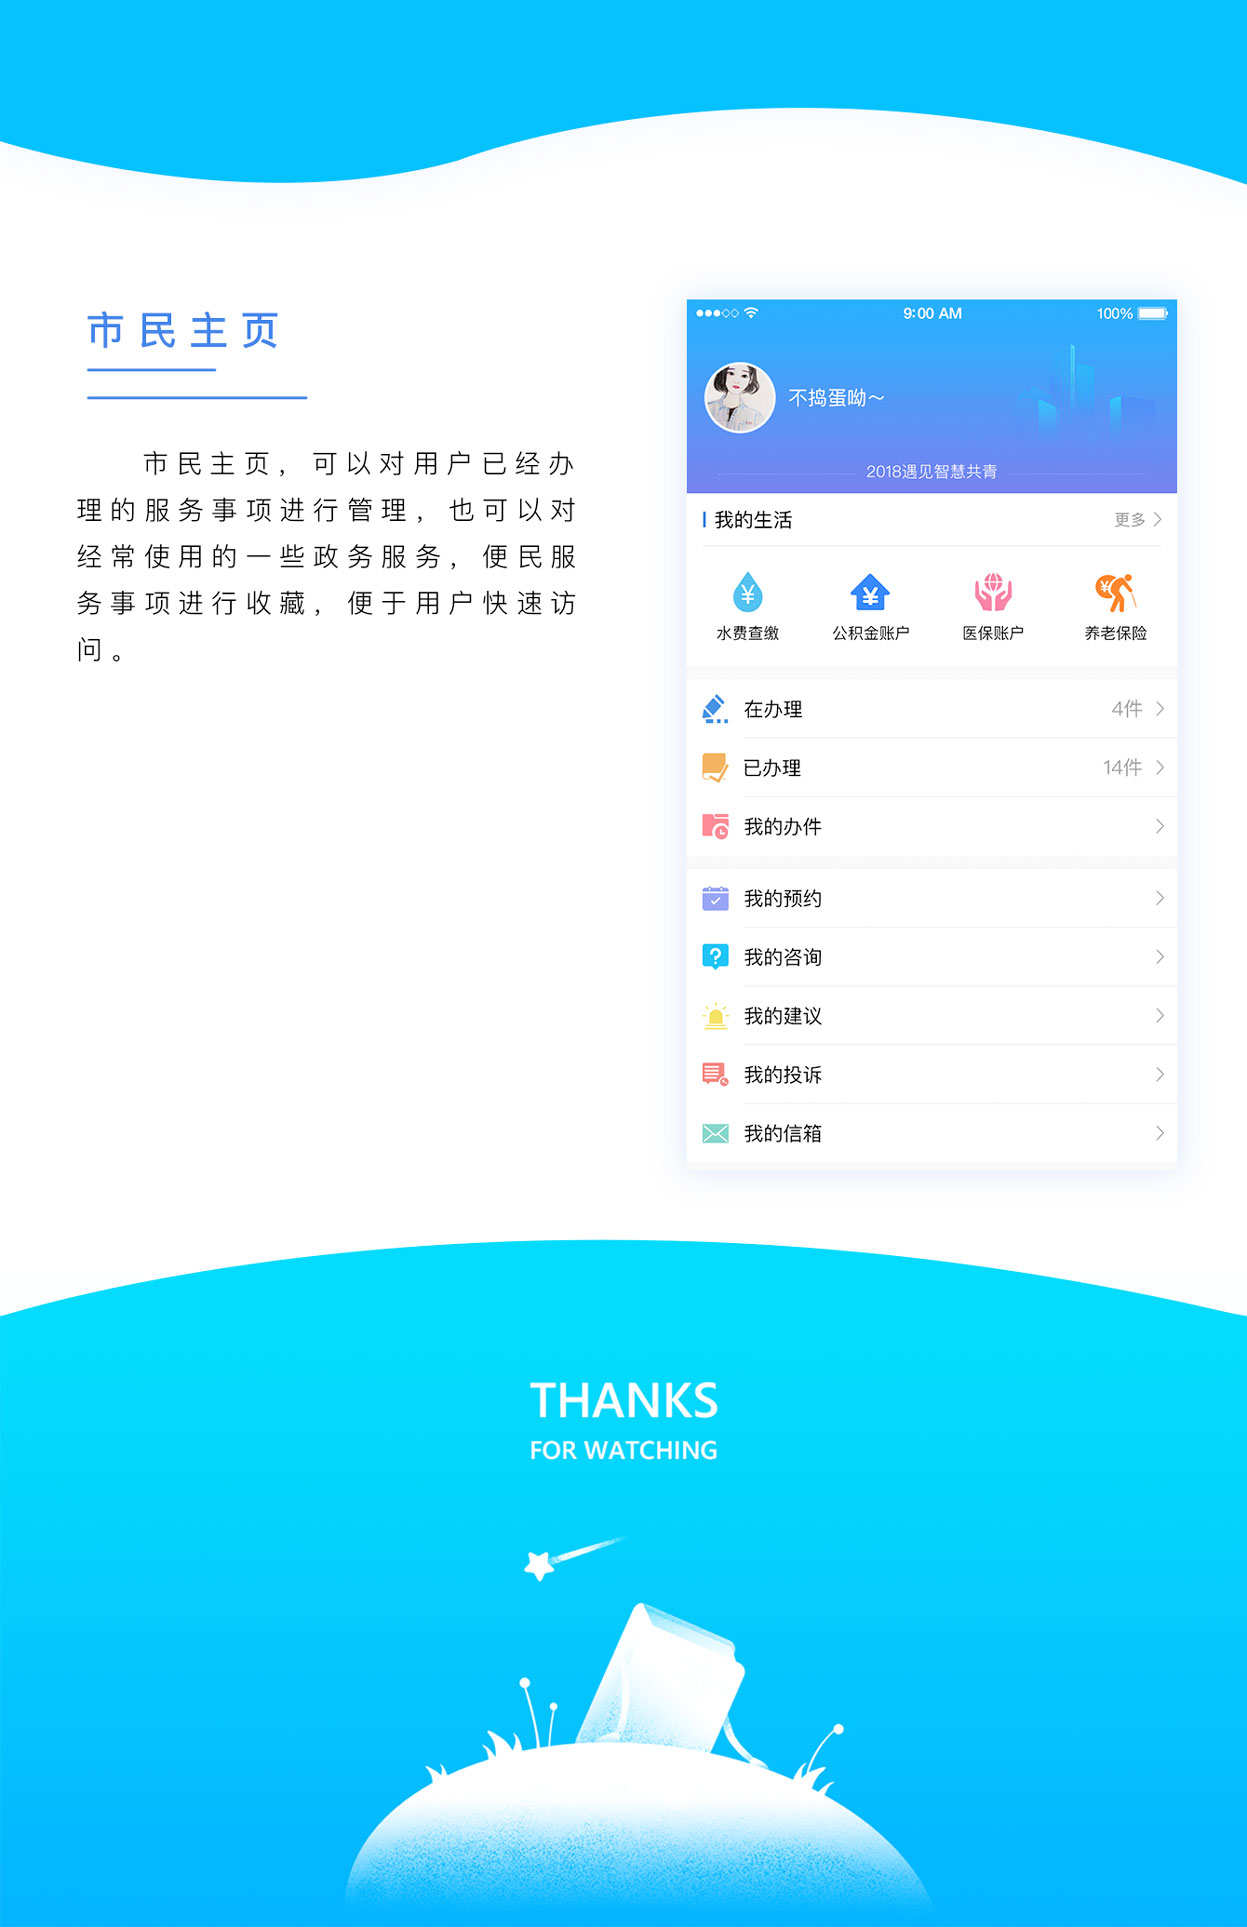 市民主页
市民主页，可以对用户已经办
理的服务事项进行管理，也可以对
经常使用的一些政务服务，便民服
务事项进行收藏，便于用户快速访
问。
9:00 AM
100%
不捣蛋呦～
2018遇见智慧共青
我的生活
更多
水费查缴
公积金账户
医保账户
养老保险
在办理
4件
已办理
14件
我的办件
我的预约
我的咨询
我的建议
我的投诉
我的信箱
THANKS
FOR WATCHING